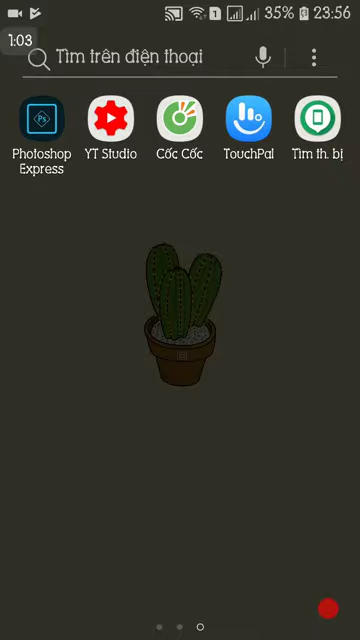 35% 23:56
1:03
Tìm trên điện thoại
Photoshop Express
YT Studio
Cốc Cốc
TouchPal
Tìm th. bị